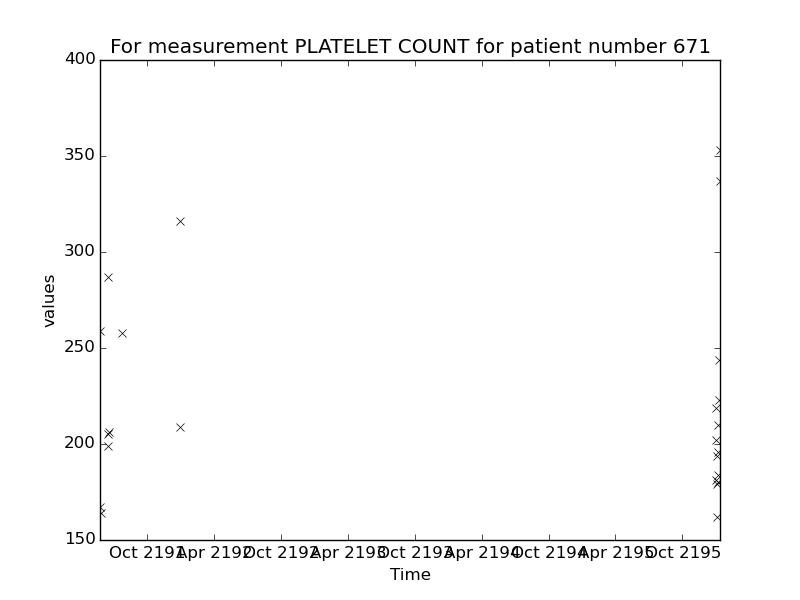 For measurement PLATELET COUNT for patient number 671
400
350
300
250
200
150
values
Oct 2191 Apr 2192 Oct 2192 Apr 2193 Oct 2193 Apr 2194 Oct 2194 Apr 2195 Oct 2195
Time